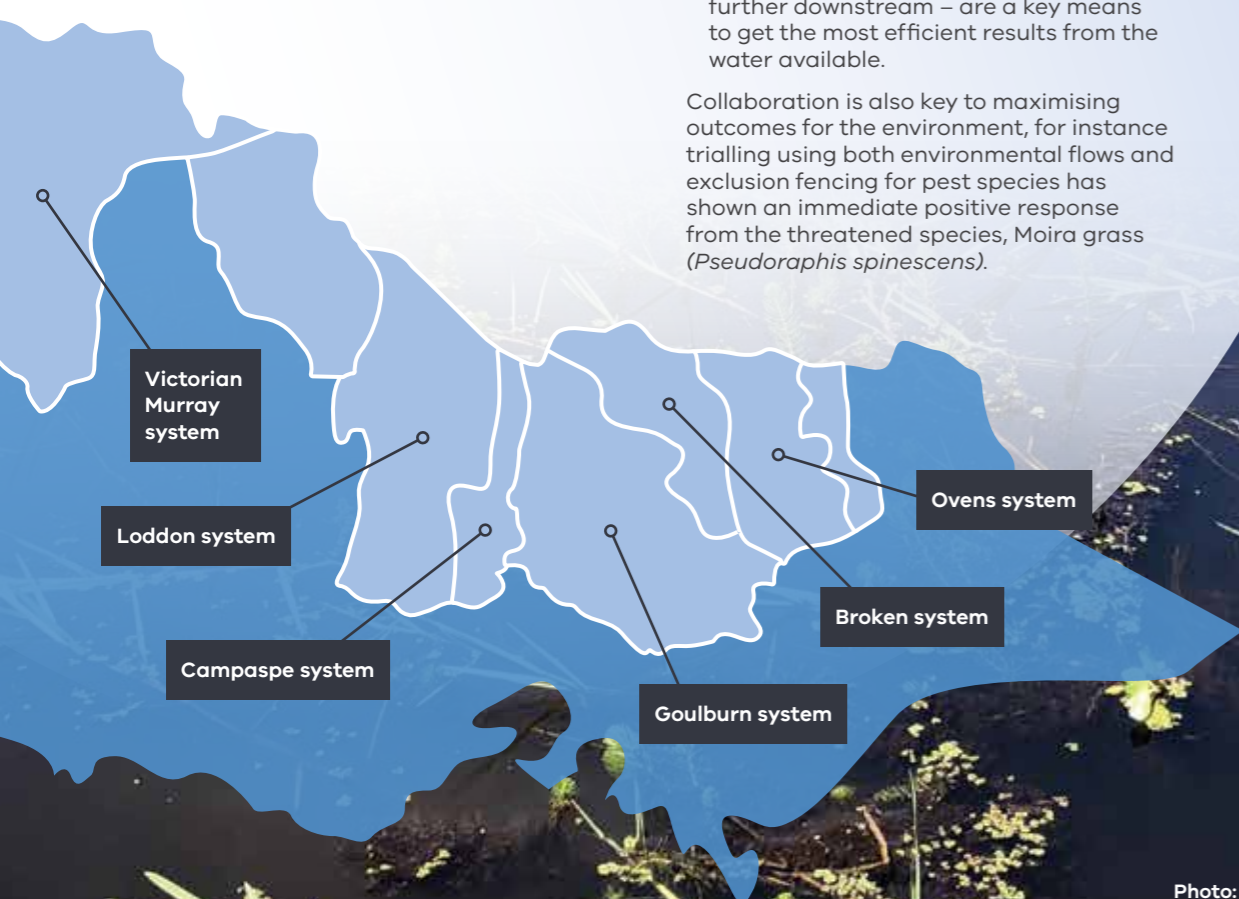 further downstream – are a key means
to get the most efficient results from the
water available.
Collaboration is also key to maximising
outcomes for the environment, for instance
trialling using both environmental flows and
exclusion fencing for pest species has
shown an immediate positive response
from the threatened species, Moira grass
(Pseudoraphis spinescens).
Victorian
Murray
system
Loddon system
Campaspe system
Goulburn system
Broken system
Ovens system
Photo: